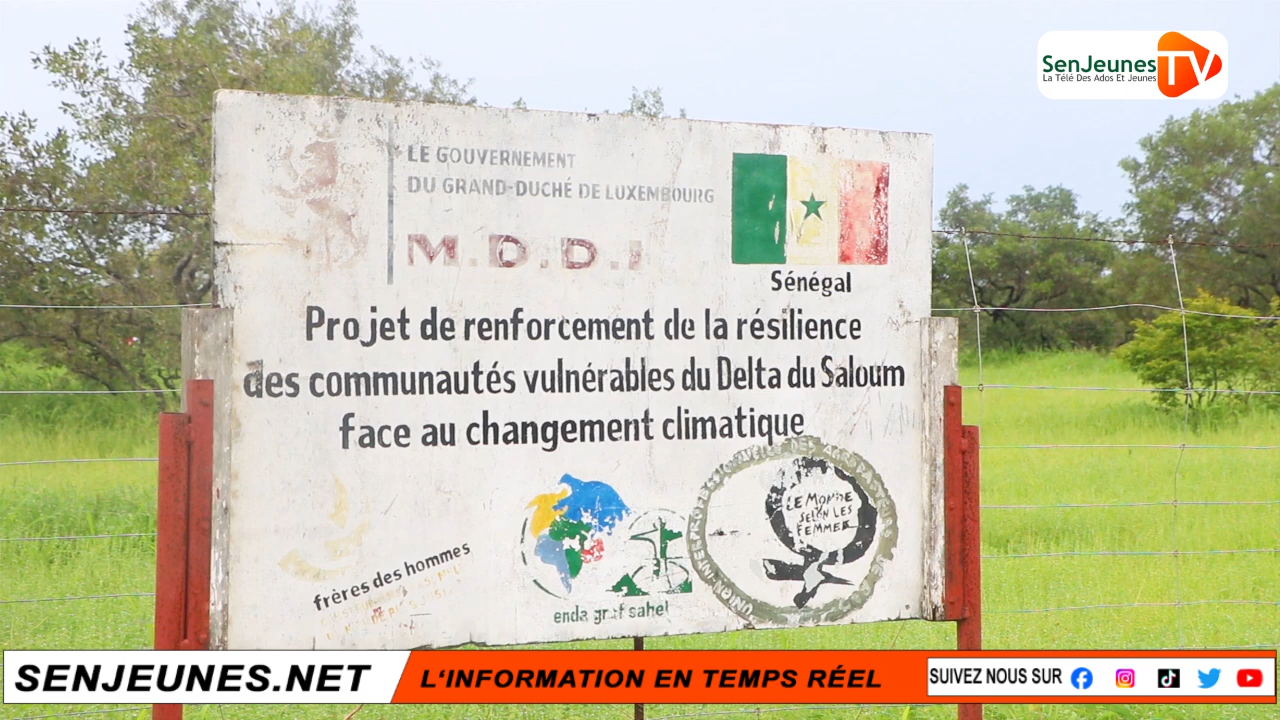 SenJeunes TV
La Télé Des Ados Et Jeunes
LE GOUVERNEMENT
DU GRAND-DUCHÉ DE LUXEMBOURG
M.D.D.I
Sénégal
Projet de renforcement de la résilience
des communautés vulnérables du Delta du Saloum
face au changement climatique
frères des hommes
enda graf sahel
LE MONDE
SELON LES
FEMMES
SENJEUNES.NET
L'INFORMATION EN TEMPS RÉEL
SUIVEZ NOUS SUR